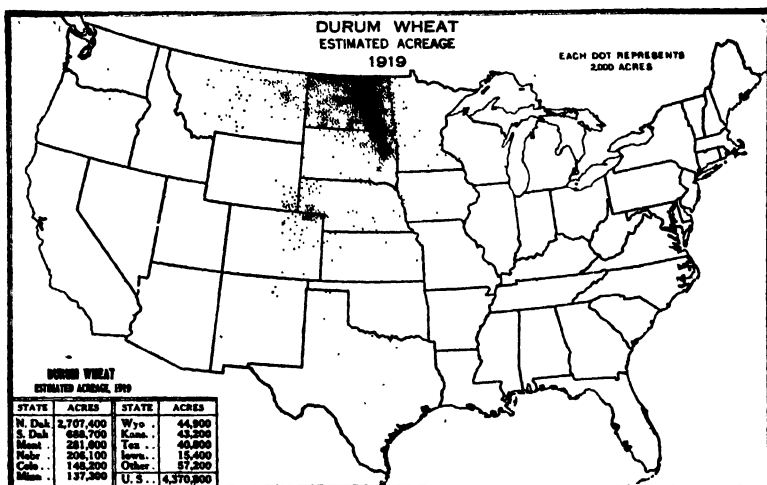 DURUM WHEAT
ESTIMATED ACREAGE
1919
EACH DOT REPRESENTS
2,000 ACRES
DURUM WHEAT
ESTIMATED ACREAGE, 1919
STATE ACRES STATE ACRES
N. Dak. 2,707,400 Wyo.. 44,900
S. Dak 688,700 Kans.. 43,200
Mont.. 281,600 Tex.. 40,800
Nebr.. 206,100 Iowa.. 15,400
Colo.. 148,200 Other.. 57,200
Minn.. 137,300 U. S.. 4,370,800